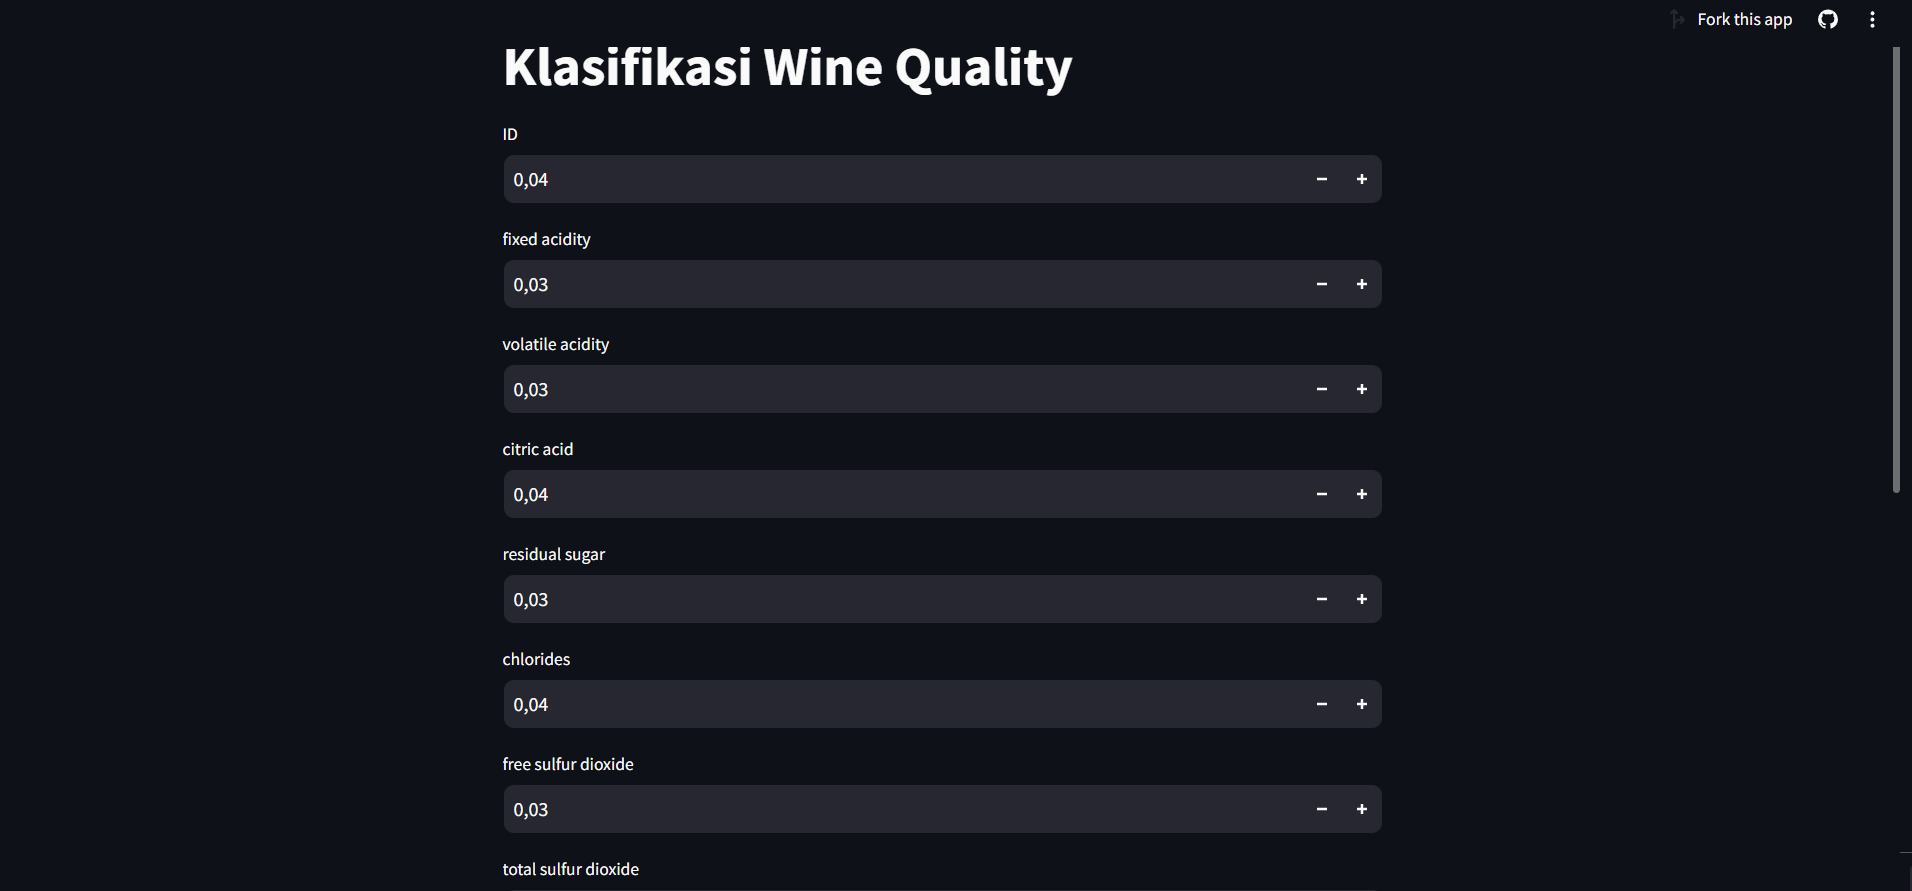 Fork this app
Klasifikasi Wine Quality
ID
0,04
fixed acidity
0,03
volatile acidity
0,03
citric acid
0,04
residual sugar
0,03
chlorides
0,04
free sulfur dioxide
0,03
total sulfur dioxide